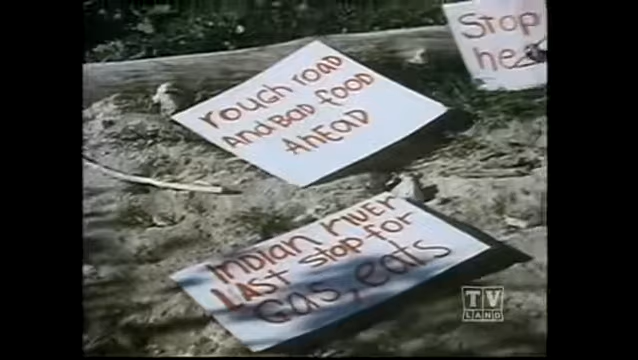 Stop
he
rough road
And BAD food
AHEAD
Indian river
LAST stop for
Gas, eats
TV
LAND